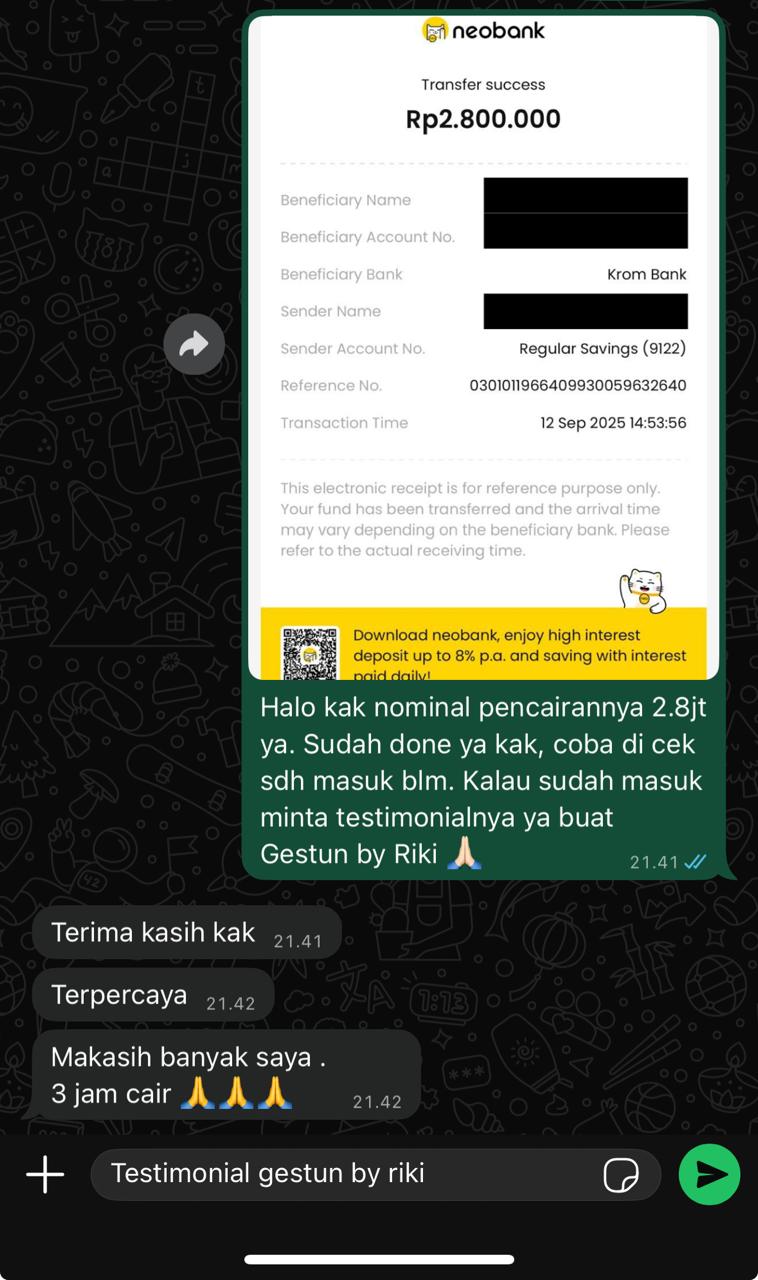 neobank
Transfer success
Rp2.800.000
Beneficiary Name
Beneficiary Account No.
Beneficiary Bank Krom Bank
Sender Name
Sender Account No. Regular Savings (9122)
Reference No. 0301011966409930059632640
Transaction Time 12 Sep 2025 14:53:56
This electronic receipt is for reference purpose only.
Your fund has been transferred and the arrival time
may vary depending on the beneficiary bank. Please
refer to the actual receiving time.
Download neobank, enjoy high interest
deposit up to 8% p.a. and saving with interest
paid daily!
Halo kak nominal pencairannya 2.8jt
ya. Sudah done ya kak, coba di cek
sdh masuk blm. Kalau sudah masuk
minta testimonialnya ya buat
Gestun by Riki 🙏🏻 21.41
Terima kasih kak 21.41
Terpercaya 21.42
Makasih banyak saya .
3 jam cair 🙏🙏🙏 21.42
Testimonial gestun by riki